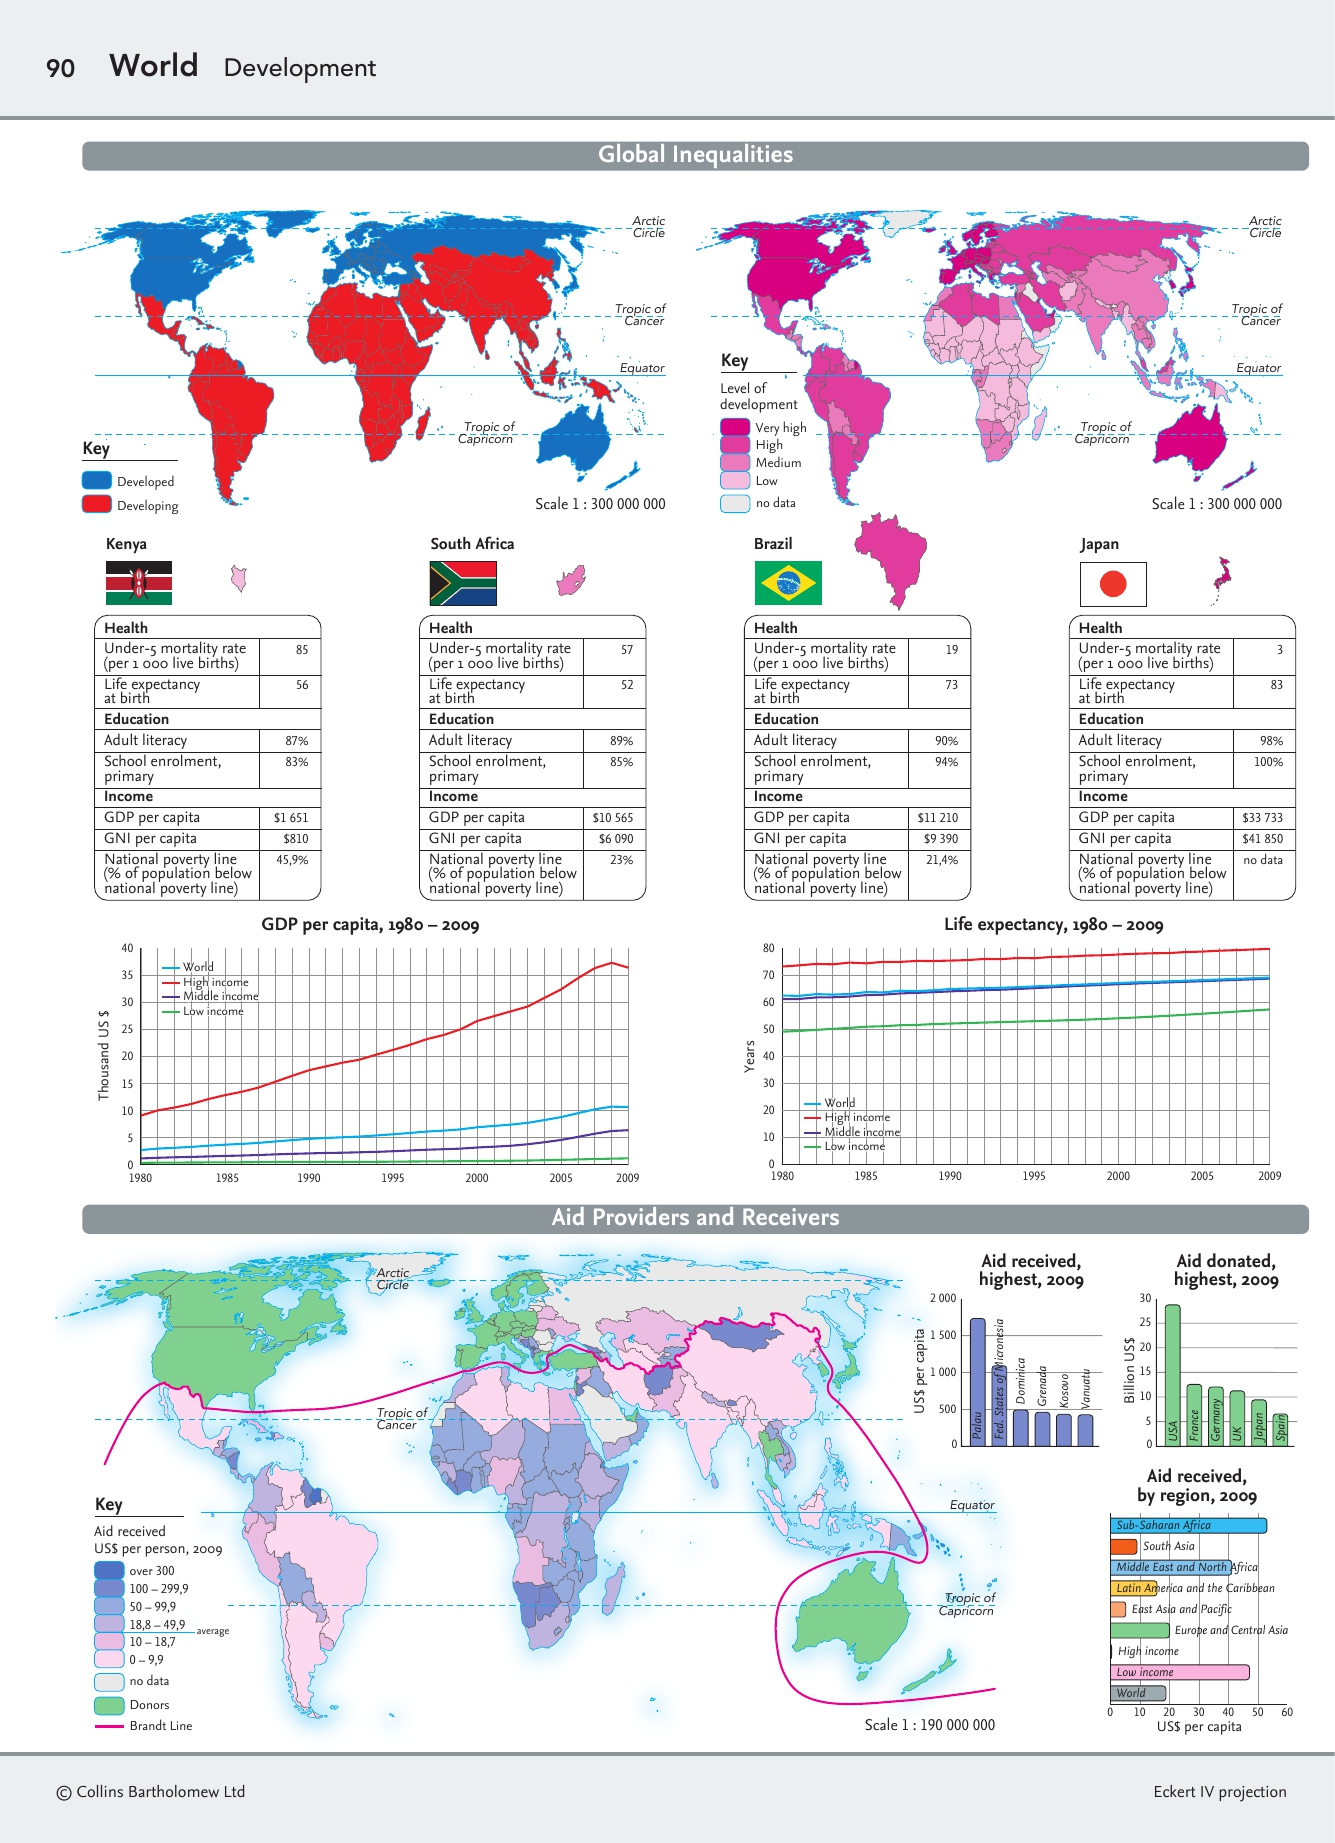 90 World Development
Global Inequalities
Arctic
Circle
Tropic of
Cancer
Equator
Tropic of
Capricorn
Key
Developed
Developing
Scale 1 : 300 000 000
Arctic
Circle
Tropic of
Cancer
Equator
Tropic of
Capricorn
Key
Level of
development
Very high
High
Medium
Low
no data
Scale 1 : 300 000 000
Kenya
Health
Under-5 mortality rate 85
(per 1 000 live births)
Life expectancy 56
at birth
Education
Adult literacy 87%
School enrolment, 83%
primary
Income
GDP per capita $1 651
GNI per capita $810
National poverty line 45,9%
(% of population below
national poverty line)
South Africa
Health
Under-5 mortality rate 57
(per 1 000 live births)
Life expectancy 52
at birth
Education
Adult literacy 89%
School enrolment, 85%
primary
Income
GDP per capita $10 565
GNI per capita $6 090
National poverty line 23%
(% of population below
national poverty line)
Brazil
Health
Under-5 mortality rate 19
(per 1 000 live births)
Life expectancy 73
at birth
Education
Adult literacy 90%
School enrolment, 94%
primary
Income
GDP per capita $11 210
GNI per capita $9 390
National poverty line 21,4%
(% of population below
national poverty line)
Japan
Health
Under-5 mortality rate 3
(per 1 000 live births)
Life expectancy 83
at birth
Education
Adult literacy 98%
School enrolment, 100%
primary
Income
GDP per capita $33 733
GNI per capita $41 850
National poverty line no data
(% of population below
national poverty line)
GDP per capita, 1980 – 2009
Thousand US $
40
35
30
25
20
15
10
5
0
World
High income
Middle income
Low income
1980 1985 1990 1995 2000 2005 2009
Life expectancy, 1980 – 2009
Years
80
70
60
50
40
30
20
10
0
World
High income
Middle income
Low income
1980 1985 1990 1995 2000 2005 2009
Aid Providers and Receivers
Arctic
Circle
Tropic of
Cancer
Equator
Tropic of
Capricorn
Key
Aid received
US$ per person, 2009
over 300
100 – 299,9
50 – 99,9
18,8 – 49,9
average
10 – 18,7
0 – 9,9
no data
Donors
Brandt Line
Scale 1 : 190 000 000
Aid received,
highest, 2009
US$ per capita
2 000
1 500
1 000
500
0
Palau
Fed. States of Micronesia
Dominica
Grenada
Kosovo
Vanuatu
Aid donated,
highest, 2009
Billion US$
30
25
20
15
10
5
0
USA
France
Germany
UK
Japan
Spain
Aid received,
by region, 2009
Sub-Saharan Africa
South Asia
Middle East and North Africa
Latin America and the Caribbean
East Asia and Pacific
Europe and Central Asia
High income
Low income
World
0 10 20 30 40 50 60
US$ per capita
© Collins Bartholomew Ltd
Eckert IV projection